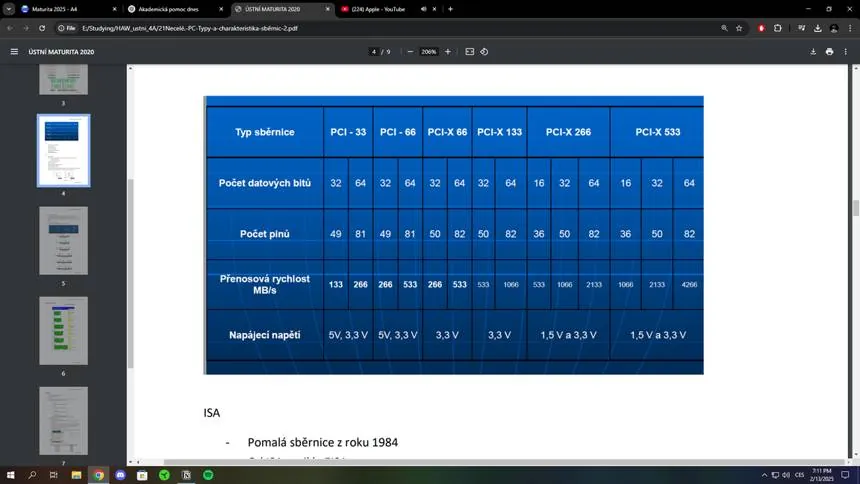 Maturita 2025 - A4
Akademická pomoc dnes
ÚSTNÍ MATURITA 2020
(224) Apple - YouTube
File
E:/Studying/HAW_ustni_4A/21Necelé.-PC-Typy-a-charakteristika-sběrnic-2.pdf
ÚSTNÍ MATURITA 2020
4 / 9
206%
3
4
5
6
7
Typ sběrnice PCI - 33 PCI - 66 PCI-X 66 PCI-X 133 PCI-X 266 PCI-X 533
Počet datových bitů 32 64 32 64 32 64 32 64 16 32 64 16 32 64
Počet pinů 49 81 49 81 50 82 50 82 36 50 82 36 50 82
Přenosová rychlost
MB/s 133 266 266 533 266 533 533 1066 533 1066 2133 1066 2133 4266
Napájecí napětí 5V, 3,3 V 5V, 3,3 V 3,3 V 3,3 V 1,5 V a 3,3 V 1,5 V a 3,3 V
ISA
- Pomalá sběrnice z roku 1984
CES
7:11 PM
2/13/2025